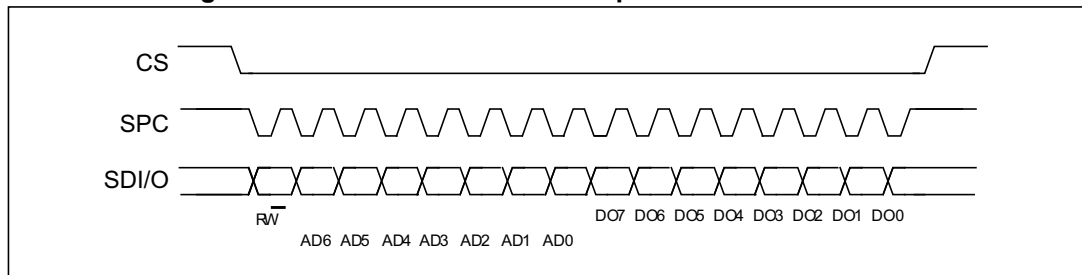 CS
SPC
SDI/O
RW
DO7 DO6 DO5 DO4 DO3 DO2 DO1 DO0
AD6 AD5 AD4 AD3 AD2 AD1 AD0